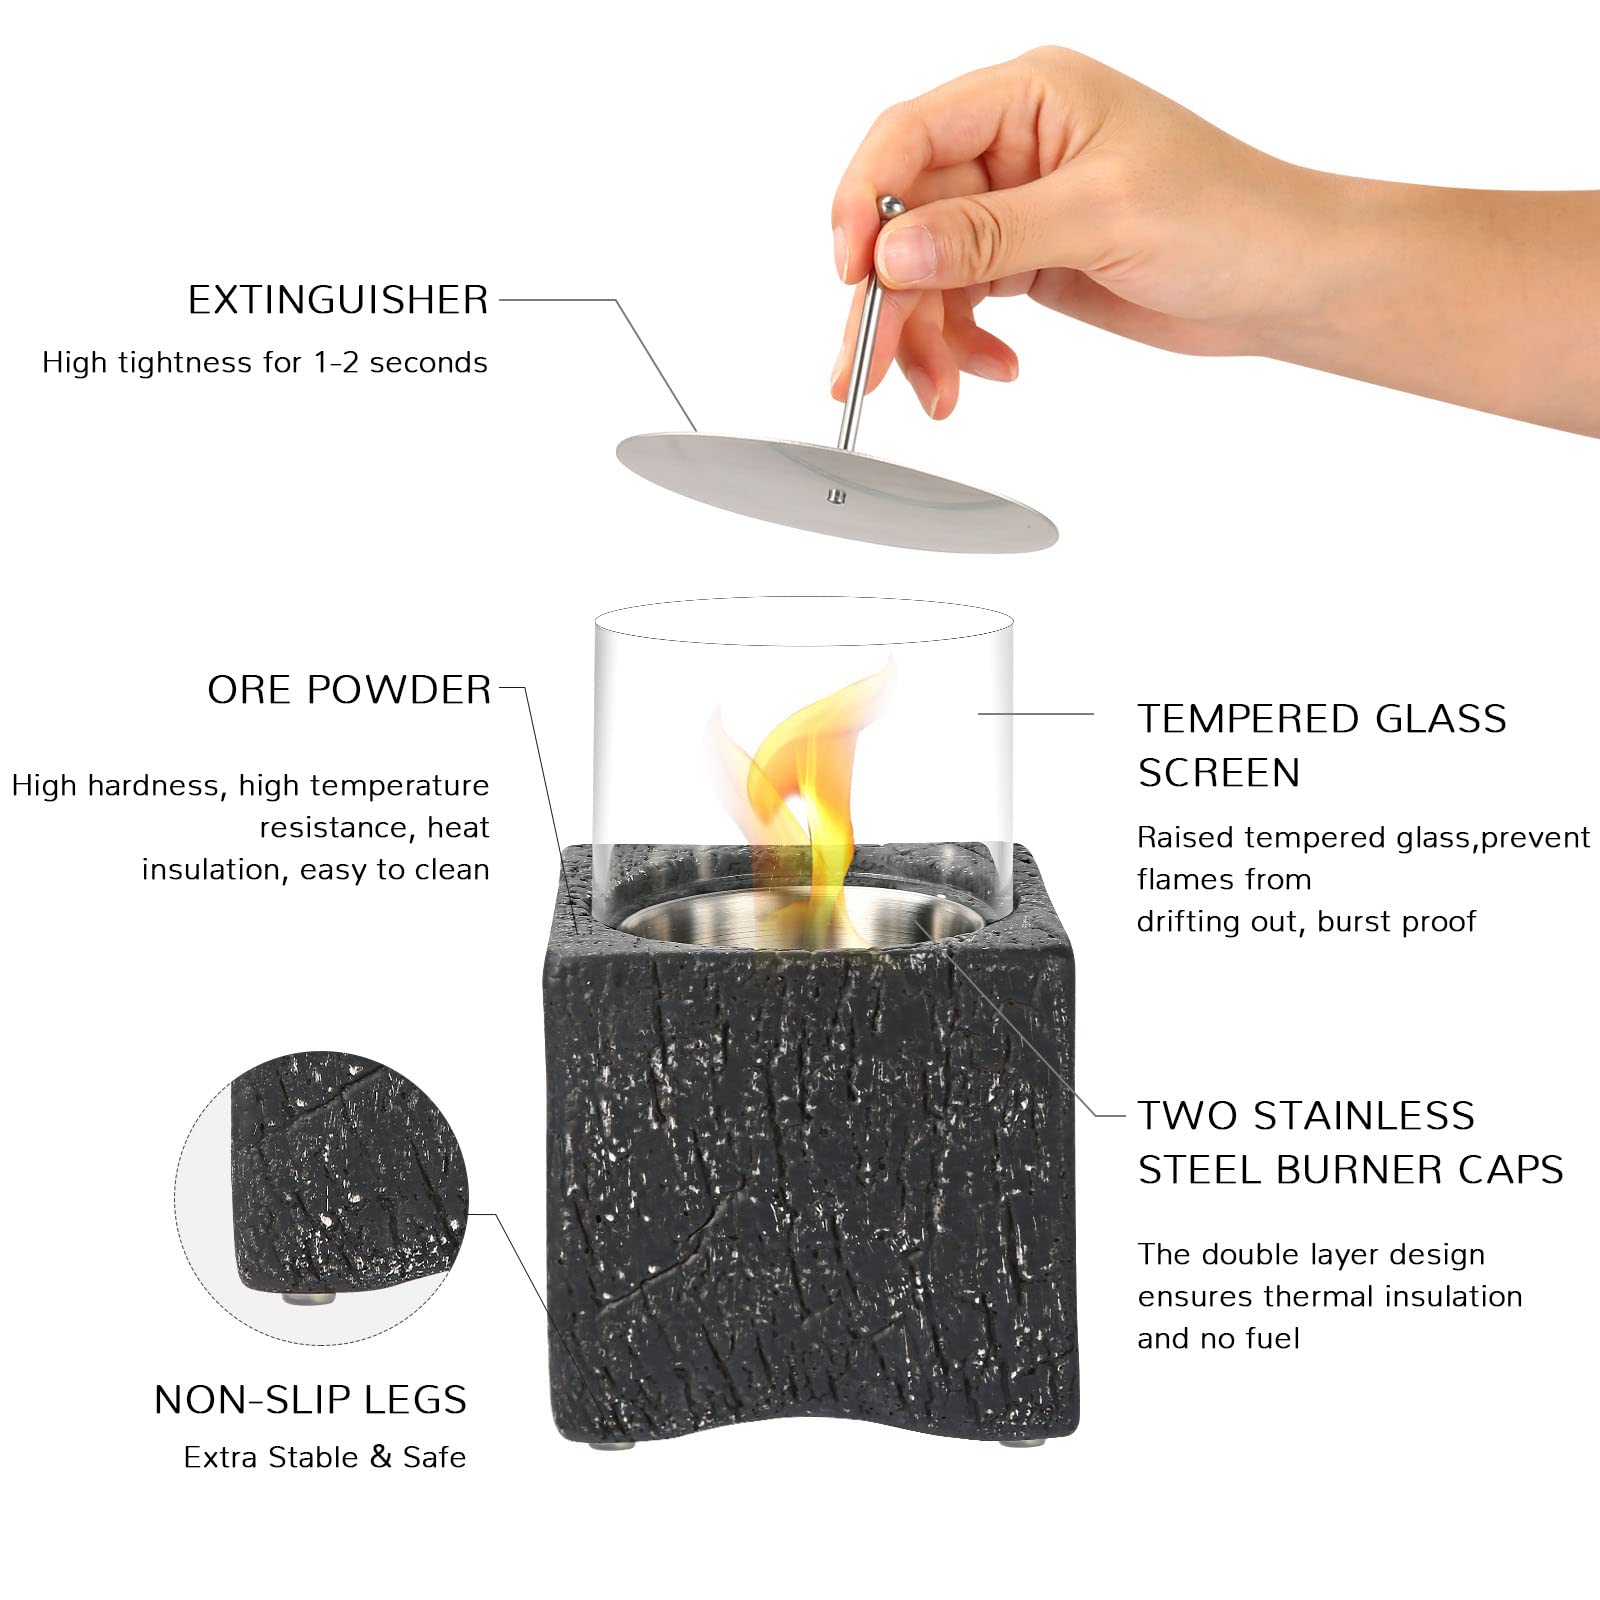 EXTINGUISHER
High tightness for 1-2 seconds
ORE POWDER
High hardness, high temperature
resistance, heat
insulation, easy to clean
TEMPERED GLASS
SCREEN
Raised tempered glass,prevent
flames from
drifting out, burst proof
TWO STAINLESS
STEEL BURNER CAPS
The double layer design
ensures thermal insulation
and no fuel
NON-SLIP LEGS
Extra Stable & Safe